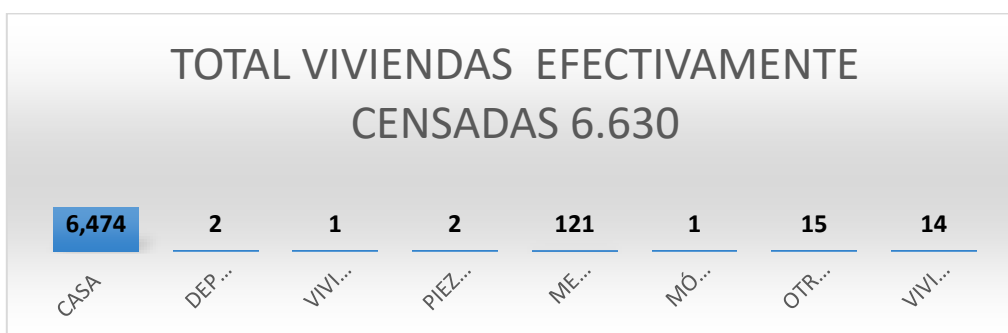 TOTAL VIVIENDAS EFECTIVAMENTE
CENSADAS 6.630
6,474 2 1 2 121 1 15 14
CASA DEP... VIVI... PIEZ... ME... MÓ... OTR... VIVI...